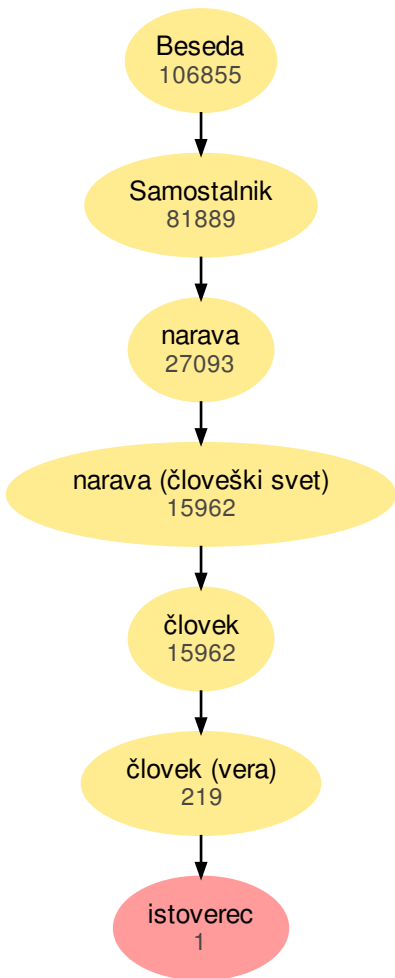 Beseda
106855
Samostalnik
81889
narava
27093
narava (človeški svet)
15962
človek
15962
človek (vera)
219
istoverec
1